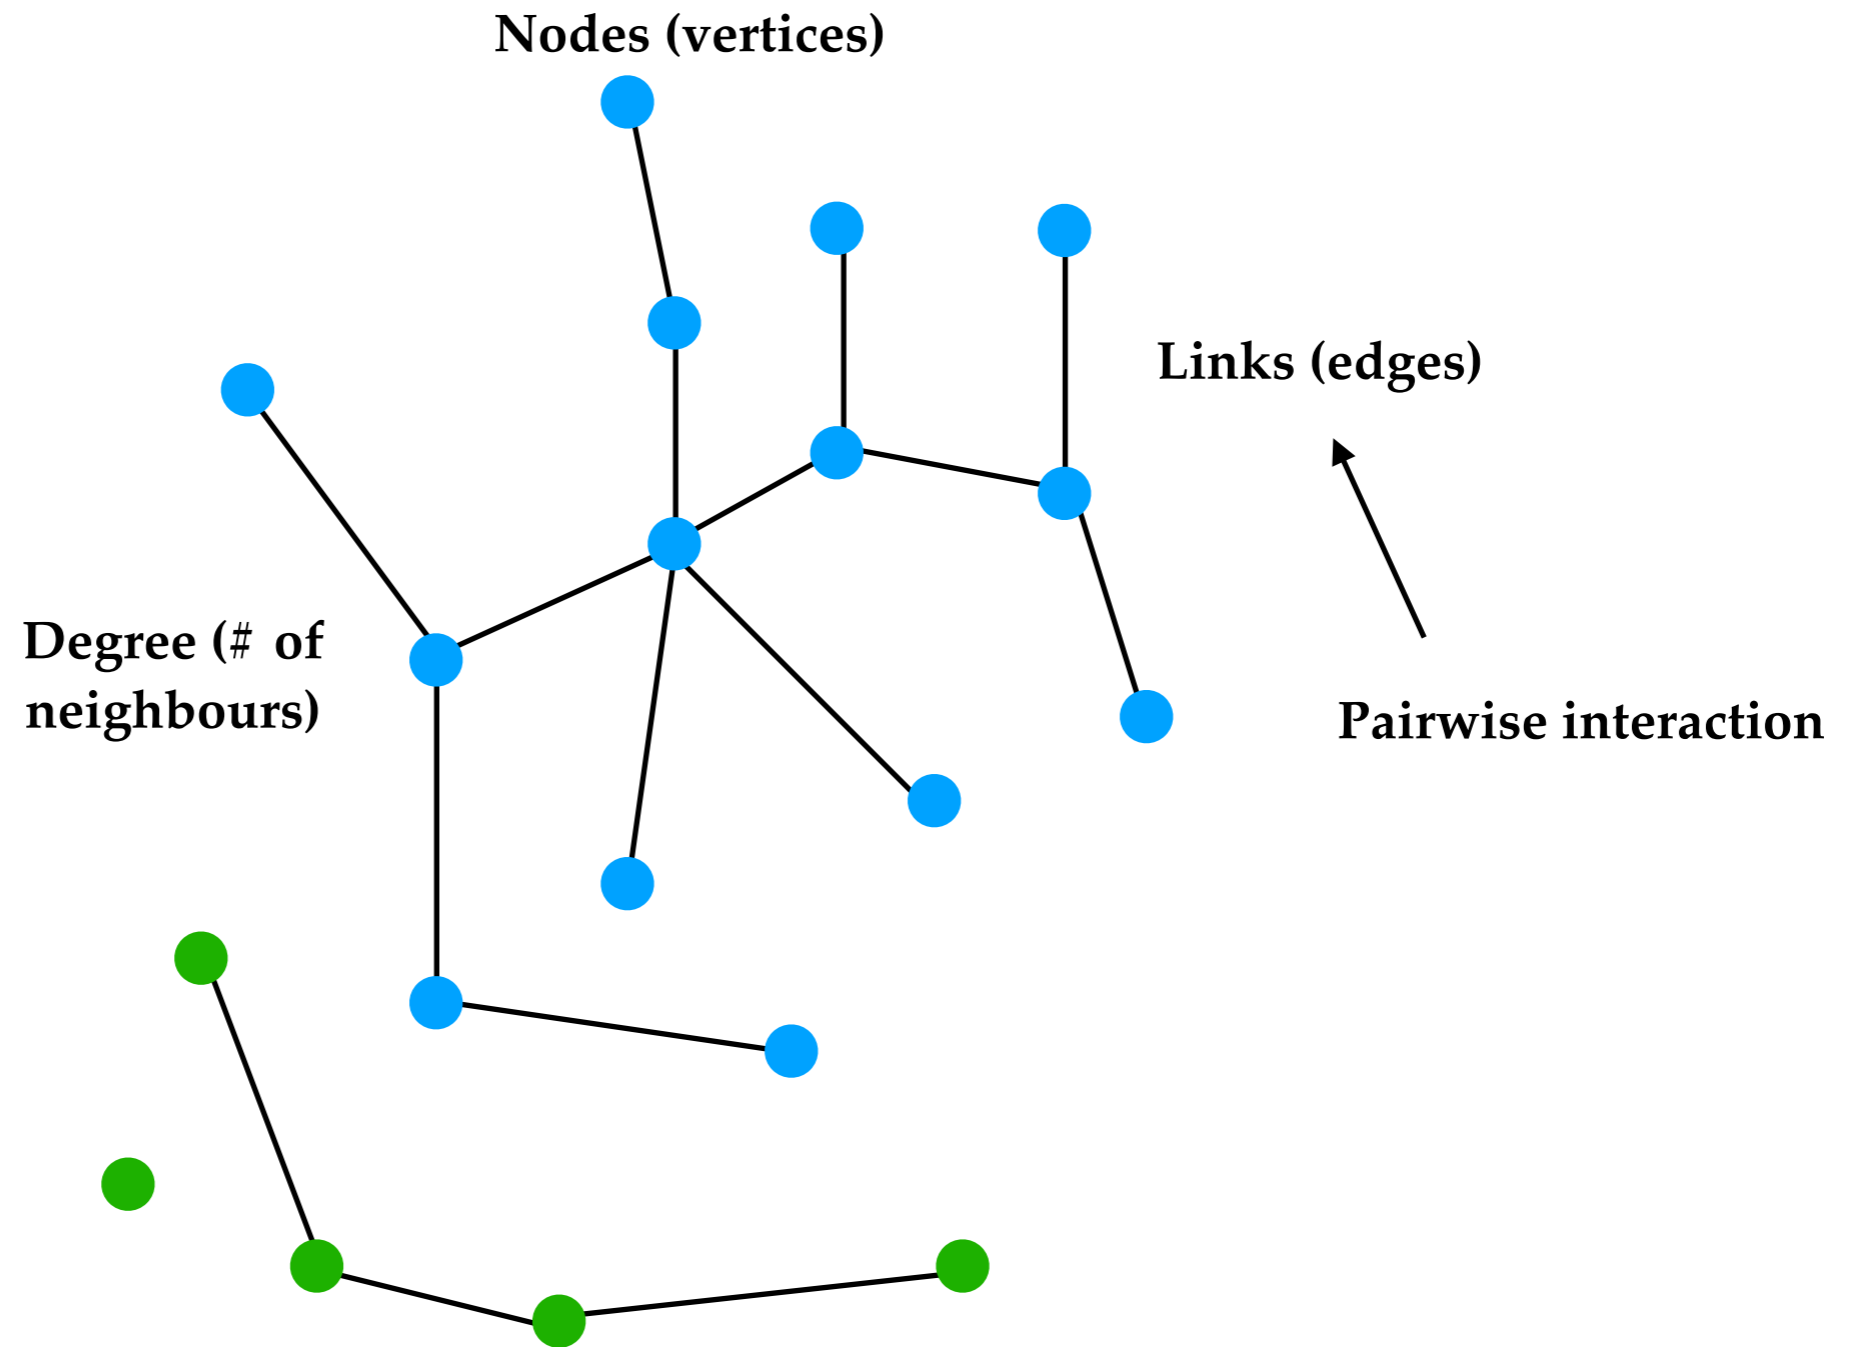 Nodes (vertices)
Links (edges)
Degree (# of
neighbours)
Pairwise interaction